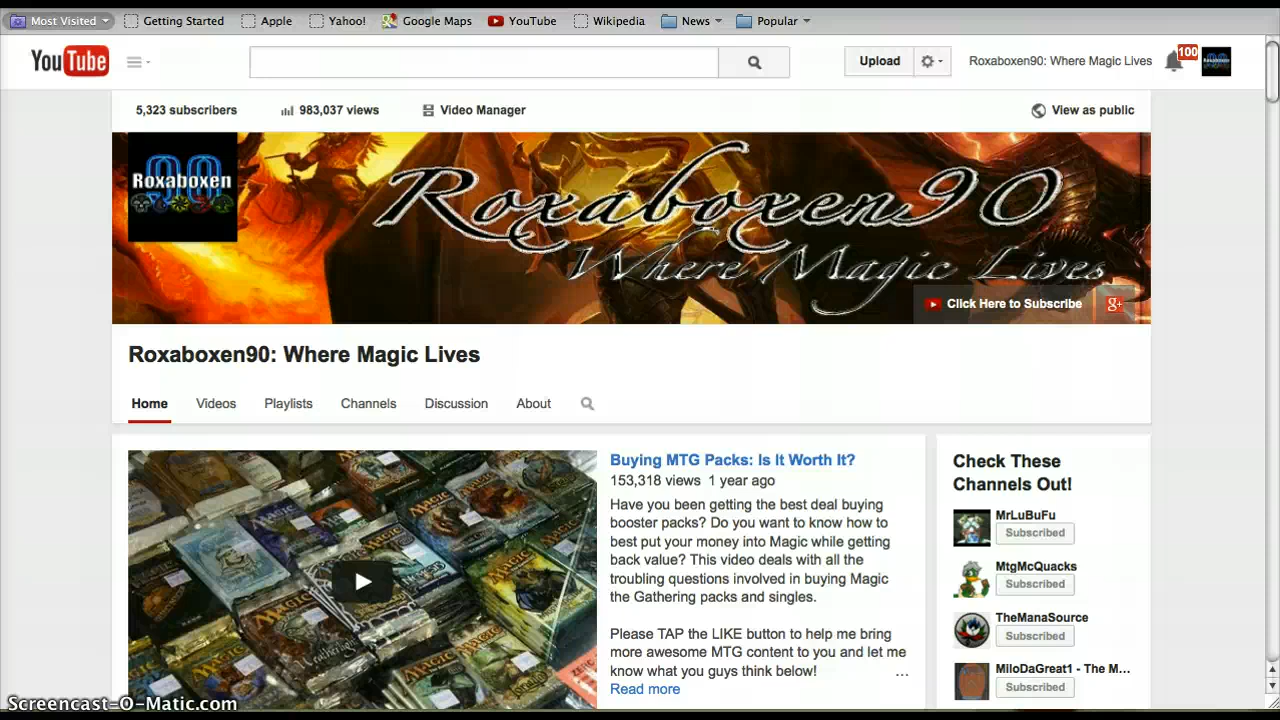 Most Visited
Getting Started
Apple
Yahoo!
Google Maps
YouTube
Wikipedia
News
Popular
YouTube
Upload
Roxaboxen90: Where Magic Lives
100
5,323 subscribers
983,037 views
Video Manager
View as public
90
Roxaboxen
Roxaboxen90
Where Magic Lives
Click Here to Subscribe
g+
Roxaboxen90: Where Magic Lives
Home
Videos
Playlists
Channels
Discussion
About
Buying MTG Packs: Is It Worth It?
153,318 views 1 year ago
Have you been getting the best deal buying
booster packs? Do you want to know how to
best put your money into Magic while getting
back value? This video deals with all the
troubling questions involved in buying Magic
the Gathering packs and singles.
Please TAP the LIKE button to help me bring
more awesome MTG content to you and let me
know what you guys think below! ...
Read more
Check These
Channels Out!
MrLuBuFu
Subscribed
MtgMcQuacks
Subscribed
TheManaSource
Subscribed
MiloDaGreat1 - The M...
Subscribed
MAGIC
MAGIC
Screencast-O-Matic.com